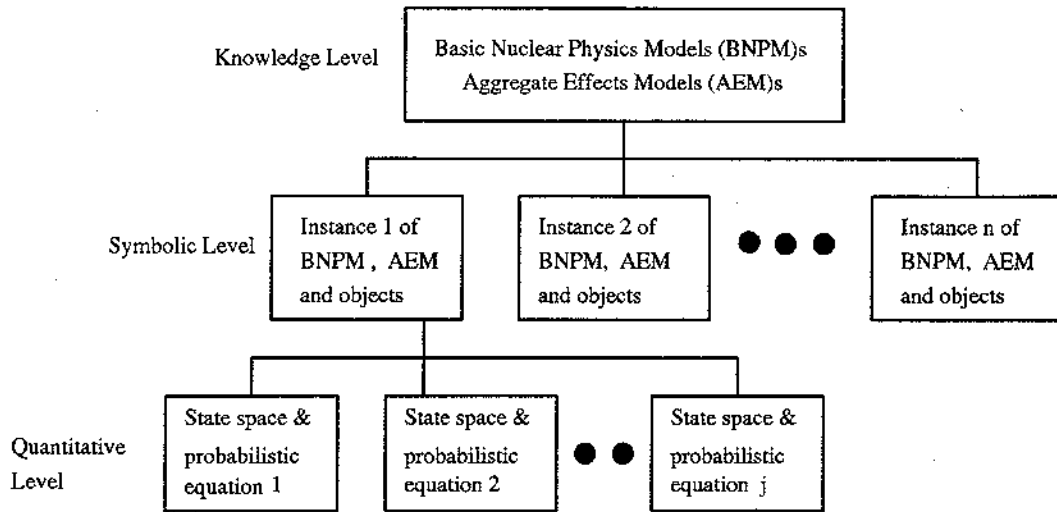 Knowledge Level
Basic Nuclear Physics Models (BNPM)s
Aggregate Effects Models (AEM)s
Symbolic Level
Instance 1 of
BNPM , AEM
and objects
Instance 2 of
BNPM, AEM
and objects
Instance n of
BNPM, AEM
and objects
Quantitative
Level
State space &
probabilistic
equation 1
State space &
probabilistic
equation 2
State space &
probabilistic
equation j